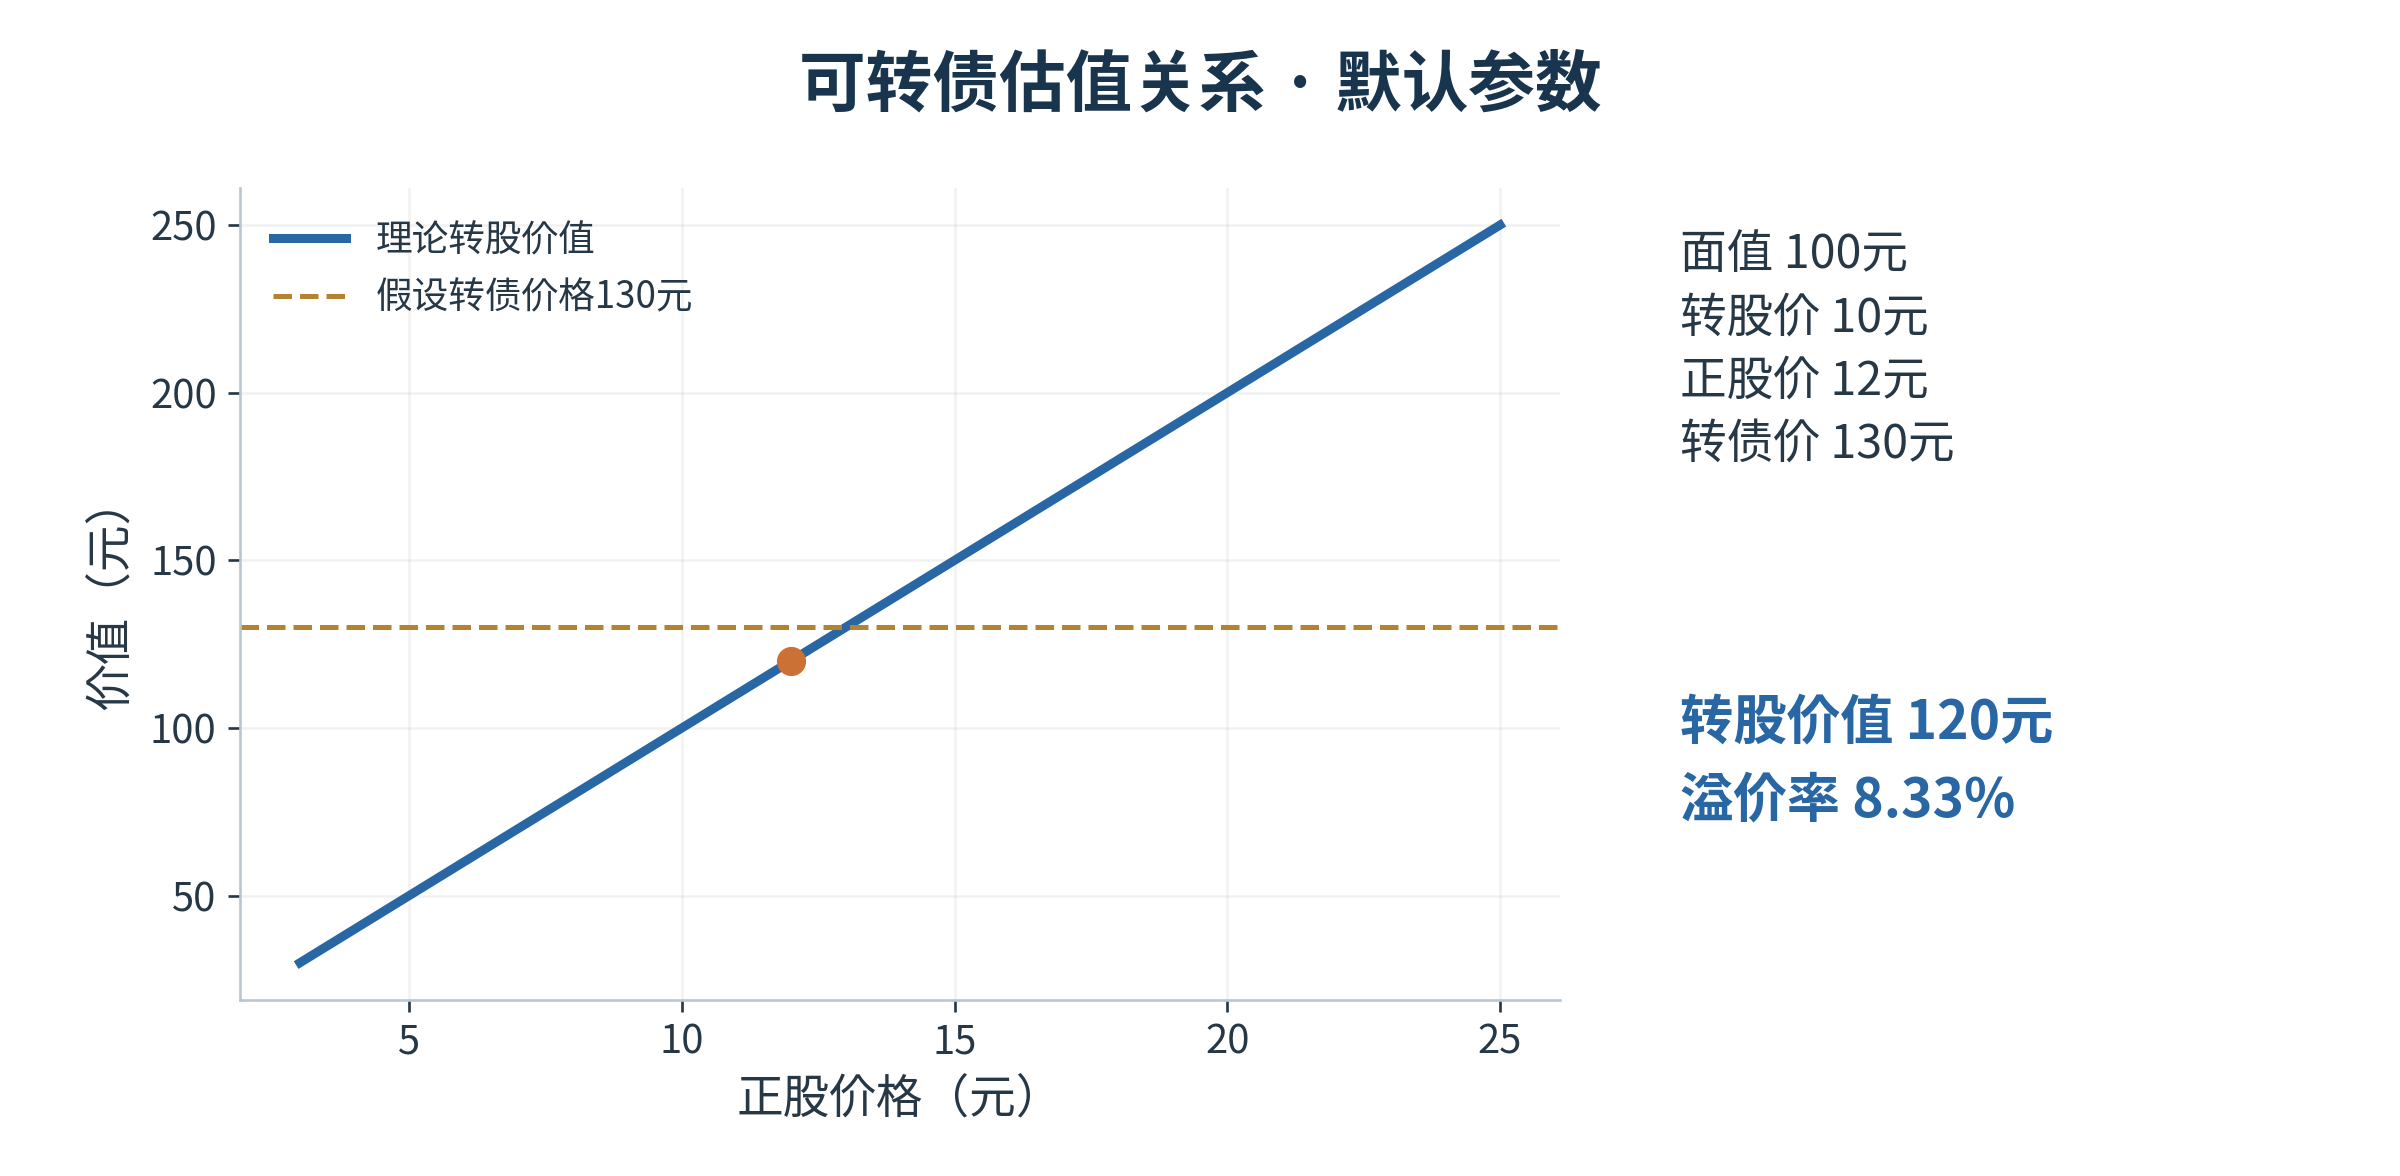 可转债估值关系 · 默认参数
理论转股价值
假设转债价格130元
250
200
150
100
50
价值（元）
5
10
15
20
25
正股价格（元）
面值 100元
转股价 10元
正股价 12元
转债价 130元
转股价值 120元
溢价率 8.33%